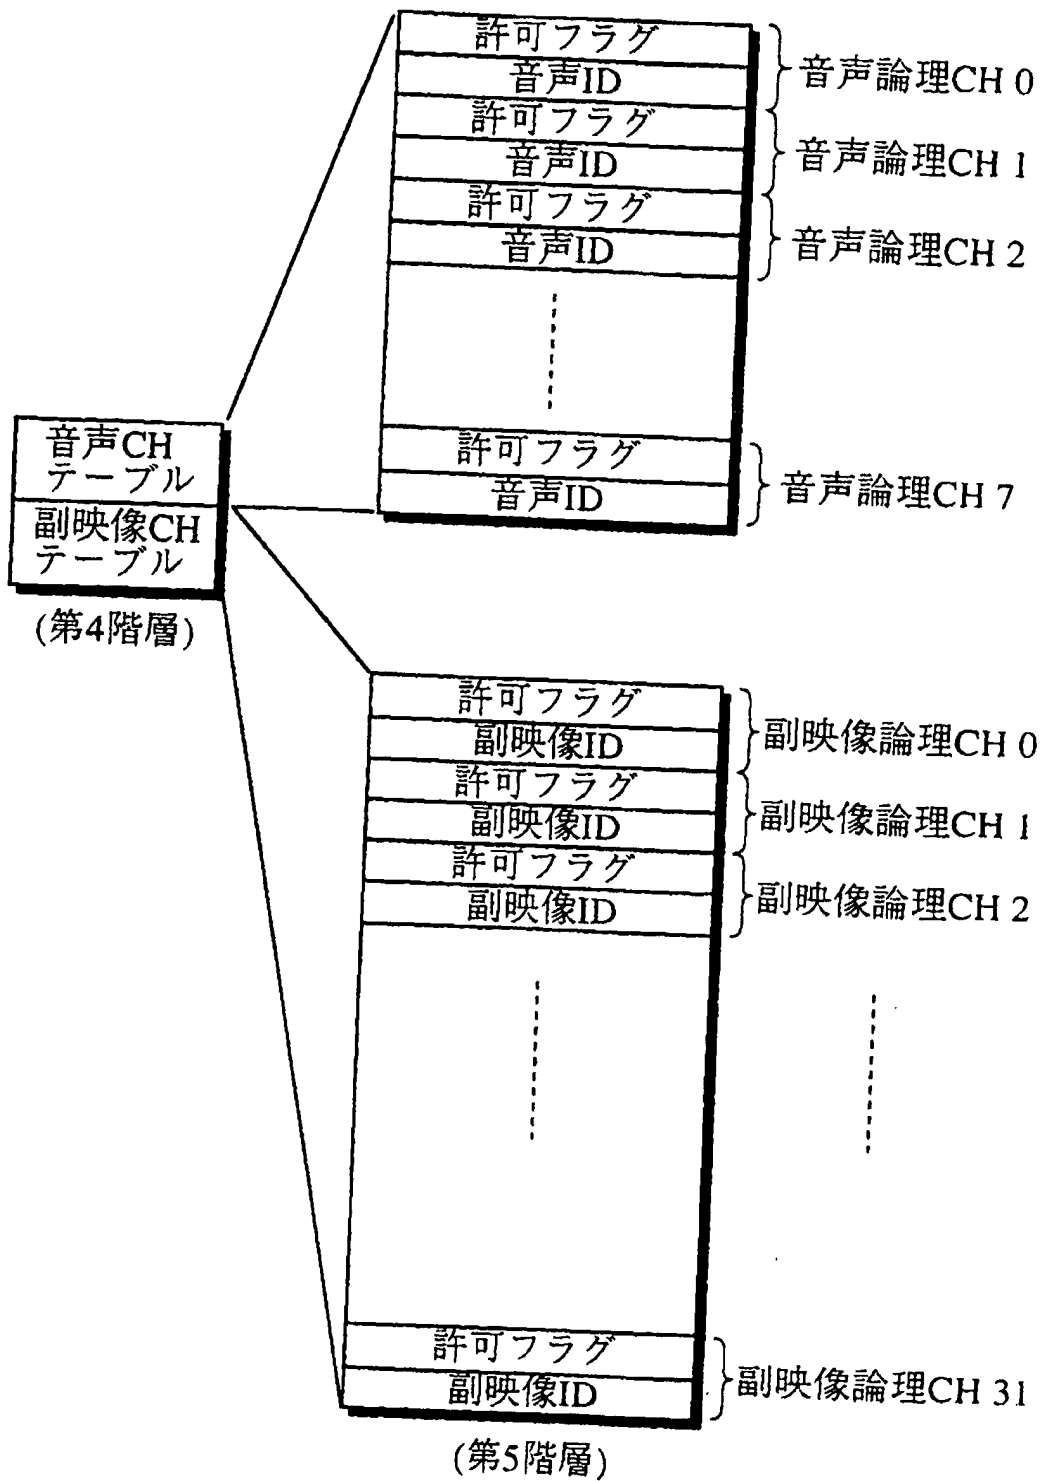 許可フラグ
音声ID
音声論理CH 0
許可フラグ
音声ID
音声論理CH 1
許可フラグ
音声ID
音声論理CH 2
許可フラグ
音声ID
音声論理CH 7
音声CH
テーブル
副映像CH
テーブル
(第4階層)
許可フラグ
副映像ID
副映像論理CH 0
許可フラグ
副映像ID
副映像論理CH 1
許可フラグ
副映像ID
副映像論理CH 2
許可フラグ
副映像ID
副映像論理CH 31
(第5階層)